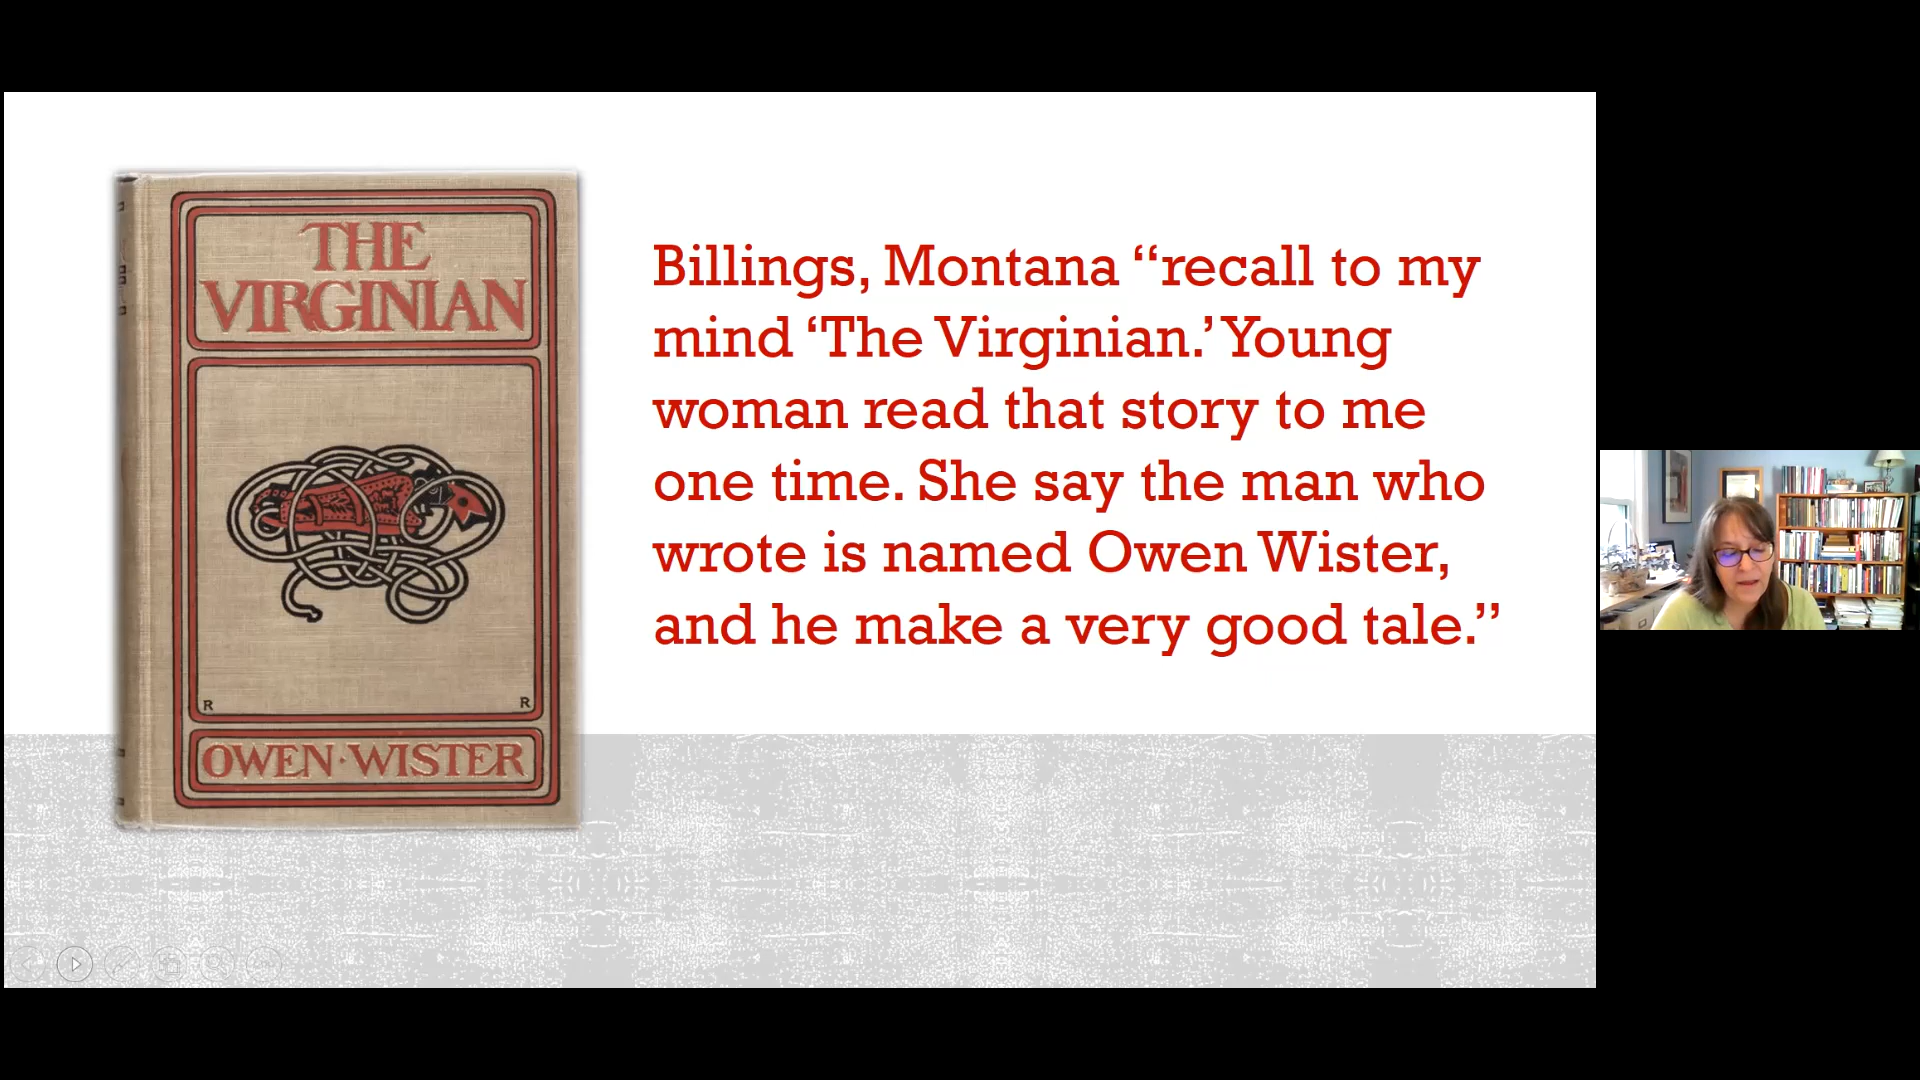 THE
VIRGINIAN
R R
OWEN·WISTER
Billings, Montana “recall to my
mind ‘The Virginian.’ Young
woman read that story to me
one time. She say the man who
wrote is named Owen Wister,
and he make a very good tale.”